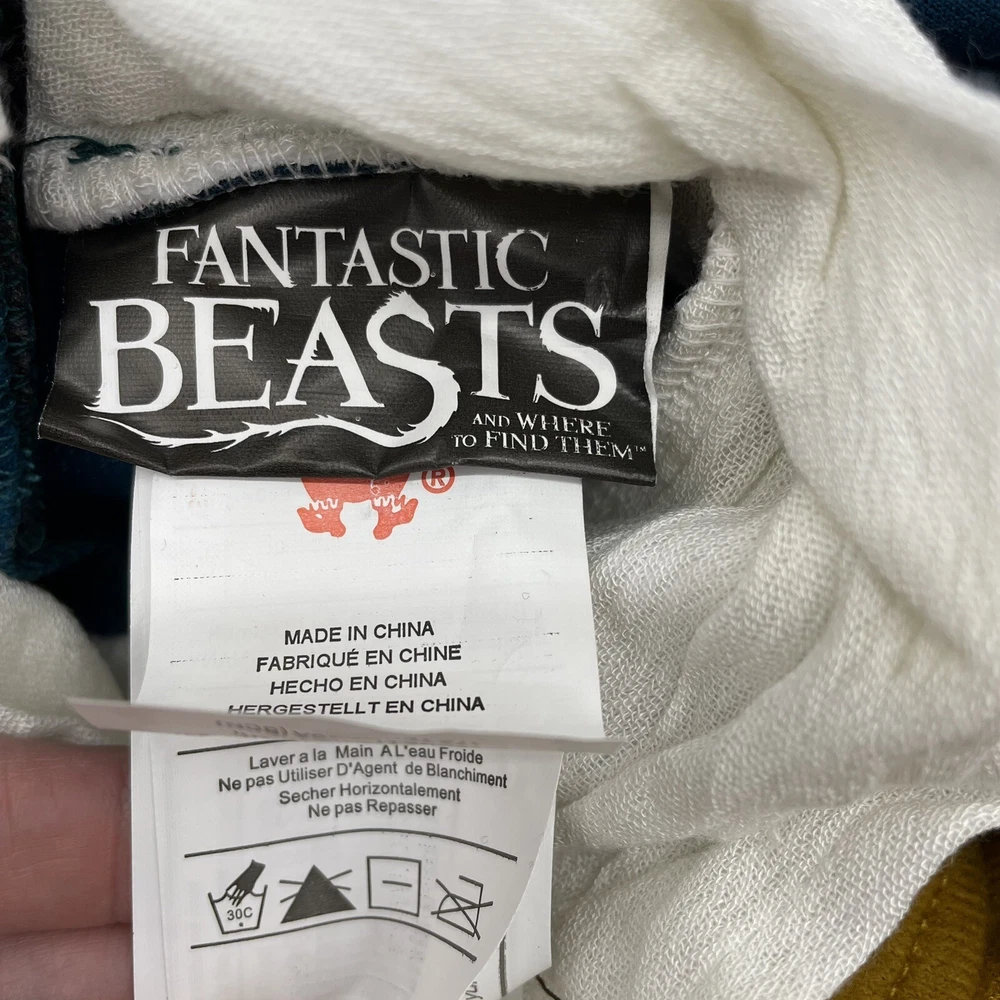 FANTASTIC
BEASTS
AND WHERE
TO FIND THEM™
®
MADE IN CHINA
FABRIQUÉ EN CHINE
HECHO EN CHINA
HERGESTELLT EN CHINA
Laver a la Main A L'eau Froide
Ne pas Utiliser D'Agent de Blanchiment
Secher Horizontalement
Ne pas Repasser
30C